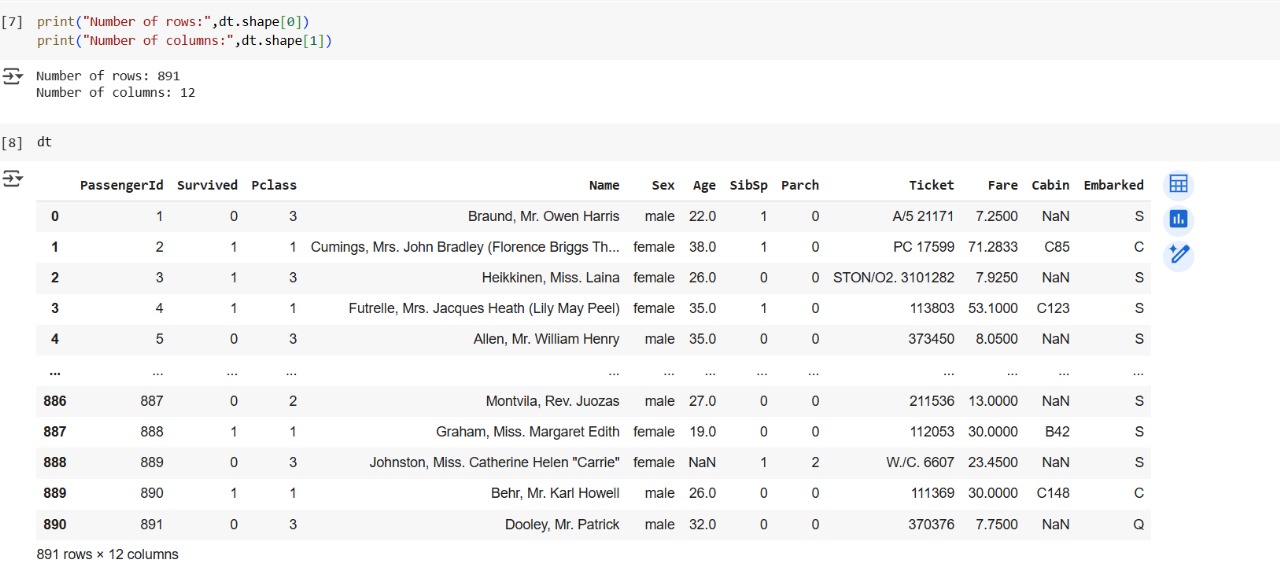 [7] print("Number of rows:",dt.shape[0])
print("Number of columns:",dt.shape[1])
Number of rows: 891
Number of columns: 12
[8] dt
PassengerId Survived Pclass Name Sex Age SibSp Parch Ticket Fare Cabin Embarked
0 1 0 3 Braund, Mr. Owen Harris male 22.0 1 0 A/5 21171 7.2500 NaN S
1 2 1 1 Cumings, Mrs. John Bradley (Florence Briggs Th... female 38.0 1 0 PC 17599 71.2833 C85 C
2 3 1 3 Heikkinen, Miss. Laina female 26.0 0 0 STON/O2. 3101282 7.9250 NaN S
3 4 1 1 Futrelle, Mrs. Jacques Heath (Lily May Peel) female 35.0 1 0 113803 53.1000 C123 S
4 5 0 3 Allen, Mr. William Henry male 35.0 0 0 373450 8.0500 NaN S
... ... ... ... ... ... ... ... ... ... ... ... ...
886 887 0 2 Montvila, Rev. Juozas male 27.0 0 0 211536 13.0000 NaN S
887 888 1 1 Graham, Miss. Margaret Edith female 19.0 0 0 112053 30.0000 B42 S
888 889 0 3 Johnston, Miss. Catherine Helen "Carrie" female NaN 1 2 W./C. 6607 23.4500 NaN S
889 890 1 1 Behr, Mr. Karl Howell male 26.0 0 0 111369 30.0000 C148 C
890 891 0 3 Dooley, Mr. Patrick male 32.0 0 0 370376 7.7500 NaN Q
891 rows × 12 columns